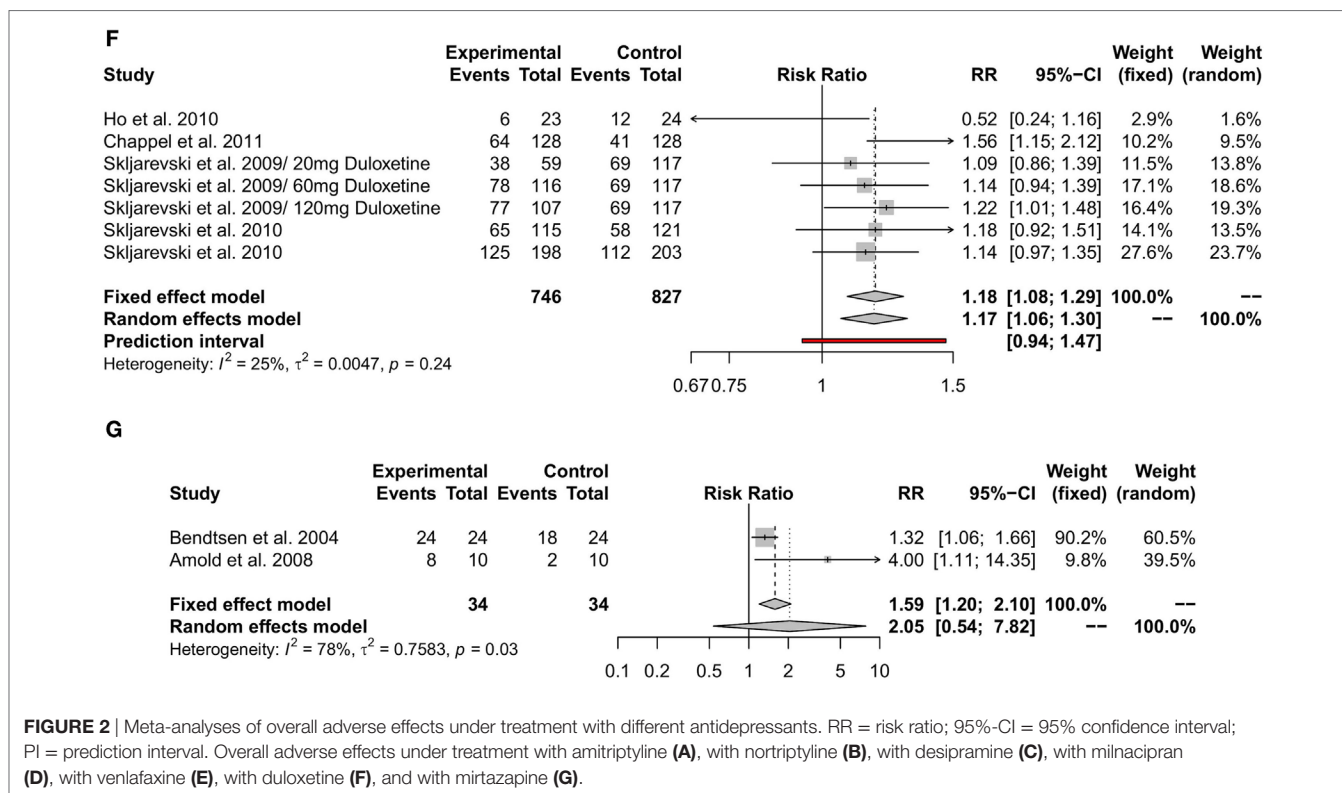 F
Experimental Control Weight Weight
Study Events Total Events Total Risk Ratio RR 95%−CI (fixed) (random)
Ho et al. 2010 6 23 12 24 0.52 [0.24; 1.16] 2.9% 1.6%
Chappel et al. 2011 64 128 41 128 1.56 [1.15; 2.12] 10.2% 9.5%
Skljarevski et al. 2009/ 20mg Duloxetine 38 59 69 117 1.09 [0.86; 1.39] 11.5% 13.8%
Skljarevski et al. 2009/ 60mg Duloxetine 78 116 69 117 1.14 [0.94; 1.39] 17.1% 18.6%
Skljarevski et al. 2009/ 120mg Duloxetine 77 107 69 117 1.22 [1.01; 1.48] 16.4% 19.3%
Skljarevski et al. 2010 65 115 58 121 1.18 [0.92; 1.51] 14.1% 13.5%
Skljarevski et al. 2010 125 198 112 203 1.14 [0.97; 1.35] 27.6% 23.7%
Fixed effect model 746 827 1.18 [1.08; 1.29] 100.0% −−
Random effects model 1.17 [1.06; 1.30] −− 100.0%
Prediction interval [0.94; 1.47]
Heterogeneity: I² = 25%, τ² = 0.0047, p = 0.24
0.67 0.75 1 1.5
G
Experimental Control Weight Weight
Study Events Total Events Total Risk Ratio RR 95%−CI (fixed) (random)
Bendtsen et al. 2004 24 24 18 24 1.32 [1.06; 1.66] 90.2% 60.5%
Arnold et al. 2008 8 10 2 10 4.00 [1.11; 14.35] 9.8% 39.5%
Fixed effect model 34 34 1.59 [1.20; 2.10] 100.0% −−
Random effects model 2.05 [0.54; 7.82] −− 100.0%
Heterogeneity: I² = 78%, τ² = 0.7583, p = 0.03
0.1 0.2 0.5 1 2 5 10
FIGURE 2 | Meta-analyses of overall adverse effects under treatment with different antidepressants. RR = risk ratio; 95%-CI = 95% confidence interval;
PI = prediction interval. Overall adverse effects under treatment with amitriptyline (A), with nortriptyline (B), with desipramine (C), with milnacipran
(D), with venlafaxine (E), with duloxetine (F), and with mirtazapine (G).